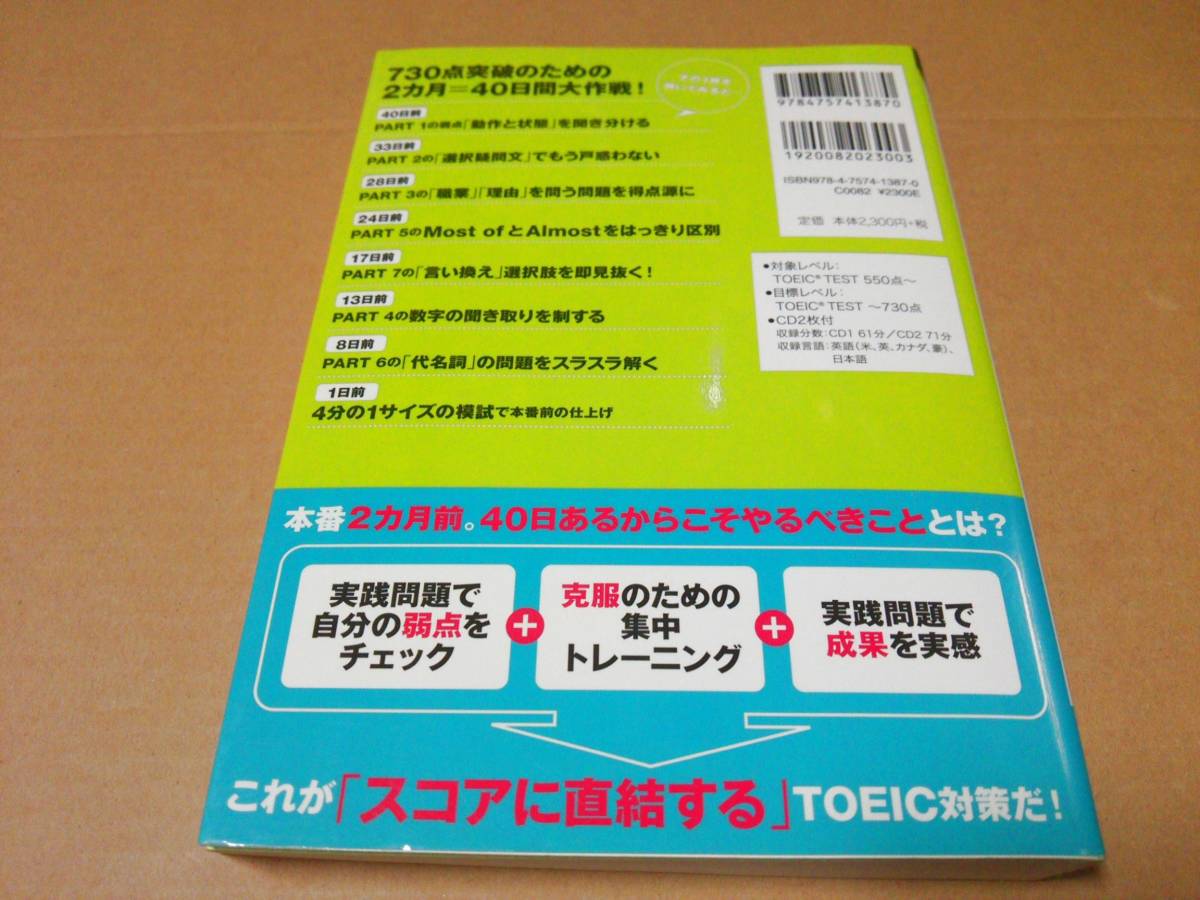 730点突破のための
2カ月＝40日間大作戦！
40日前
PART 1の弱点「動作と状態」を聞き分ける
33日前
PART 2の「選択疑問文」でもう戸惑わない
28日前
PART 3の「職業」「理由」を問う問題を得点源に
24日前
PART 5のMost ofとAlmostをはっきり区別
17日前
PART 7の「言い換え」選択肢を即見抜く！
13日前
PART 4の数字の聞き取りを制する
8日前
PART 6の「代名詞」の問題をスラスラ解く
1日前
4分の1サイズの模試で本番前の仕上げ
9784757413870
1920082023003
ISBN978-4-7574-1387-0
C0082 ¥2300E
定価 本体2,300円+税
●対象レベル：
TOEIC® TEST 550点～
●目標レベル：
TOEIC® TEST ～730点
●CD2枚付
収録分数：CD1 61分／CD2 71分
収録言語：英語（米、英、カナダ、豪）、
日本語
本番2カ月前。40日あるからこそやるべきこととは？
実践問題で
自分の弱点を
チェック
+
克服のための
集中
トレーニング
+
実践問題で
成果を実感
これが「スコアに直結する」TOEIC対策だ！